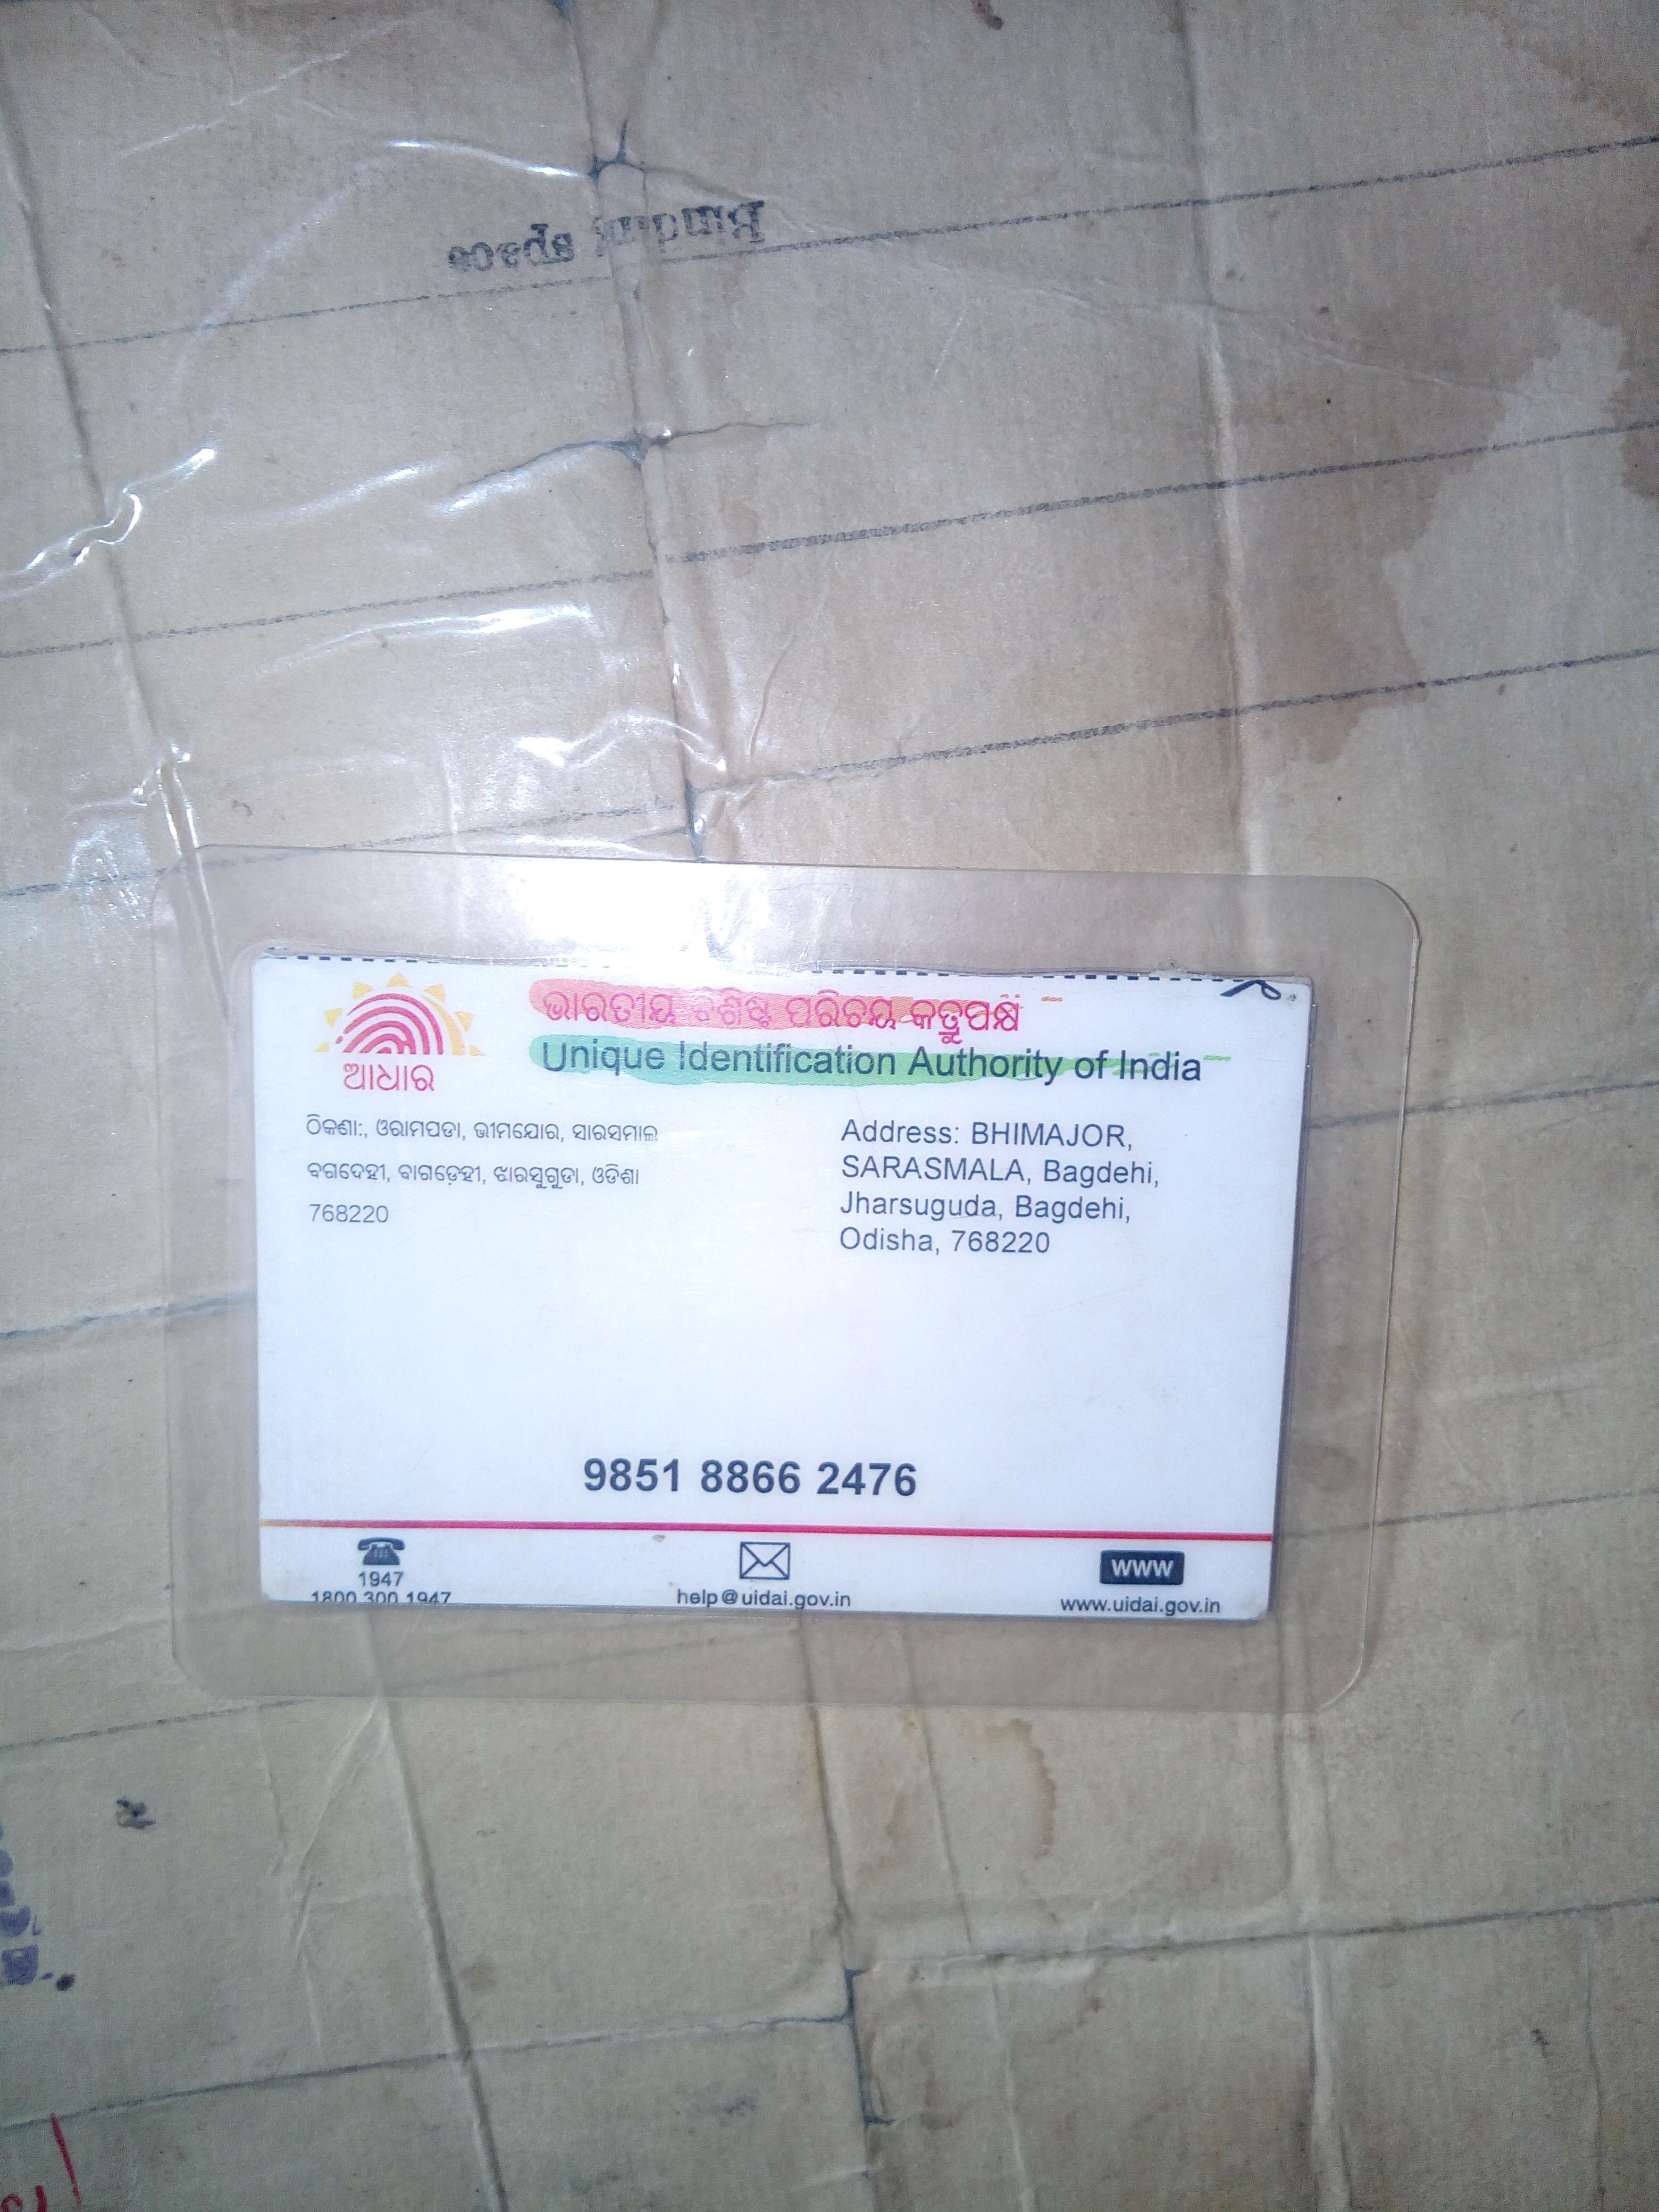 Binding space
ଭାରତୀୟ ବିଶିଷ୍ଟ ପରିଚୟ କର୍ତ୍ତୃପକ୍ଷ
Unique Identification Authority of India
ଆଧାର
ଠିକଣା:, ଓରାମପଡା, ଭୀମଯୋର, ସାରସମାଲ
ବଗଦେହୀ, ବାଗଡ଼େହୀ, ଝାରସୁଗୁଡା, ଓଡିଶା
768220
Address: BHIMAJOR,
SARASMALA, Bagdehi,
Jharsuguda, Bagdehi,
Odisha, 768220
9851 8866 2476
1947
1800 300 1947
help@uidai.gov.in
WWW
www.uidai.gov.in